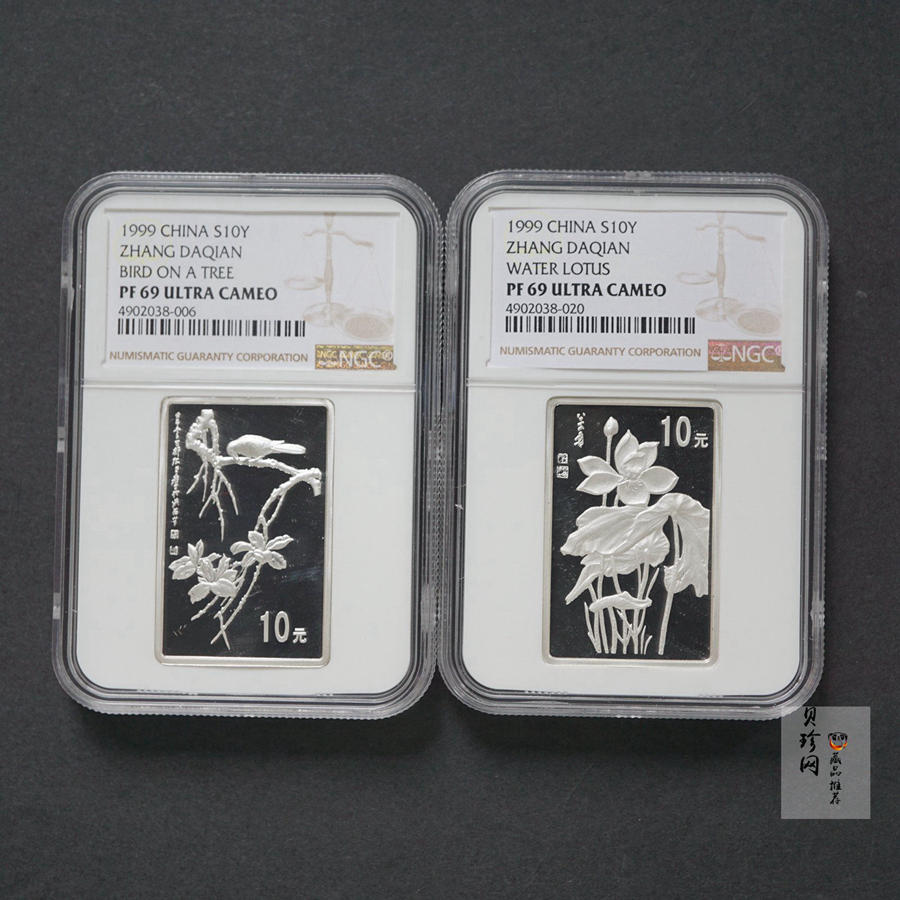 1999 CHINA S10Y
ZHANG DAQIAN
BIRD ON A TREE
PF 69 ULTRA CAMEO
4902038-006
NUMISMATIC GUARANTY CORPORATION
NGC
10元
1999 CHINA S10Y
ZHANG DAQIAN
WATER LOTUS
PF 69 ULTRA CAMEO
4902038-020
NUMISMATIC GUARANTY CORPORATION
NGC
10元
贝珍网
藏品推荐